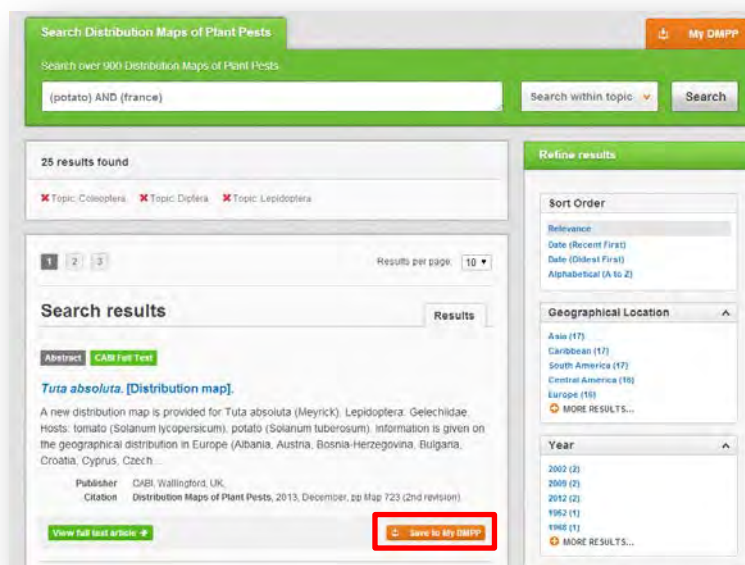 Search Distribution Maps of Plant Pests
My DMPP
Search over 900 Distribution Maps of Plant Pests
(potato) AND (france)
Search within topic
Search
25 results found
Topic: Coleoptera Topic: Diptera Topic: Lepidoptera
1 2 3
Results per page: 10
Search results
Results
Abstract CABI Full Text
Tuta absoluta. [Distribution map].
A new distribution map is provided for Tuta absoluta (Meyrick). Lepidoptera: Gelechiidae.
Hosts: tomato (Solanum lycopersicum), potato (Solanum tuberosum). Information is given on
the geographical distribution in Europe (Albania, Austria, Bosnia-Herzegovina, Bulgaria,
Croatia, Cyprus, Czech...
Publisher CABI, Wallingford, UK
Citation Distribution Maps of Plant Pests, 2013, December, pp Map 723 (2nd revision)
View full text article
Save to My DMPP
Refine results
Sort Order
Relevance
Date (Recent First)
Date (Oldest First)
Alphabetical (A to Z)
Geographical Location
Asia (17)
Caribbean (17)
South America (17)
Central America (16)
Europe (16)
MORE RESULTS...
Year
2002 (2)
2009 (2)
2012 (2)
1962 (1)
1968 (1)
MORE RESULTS...